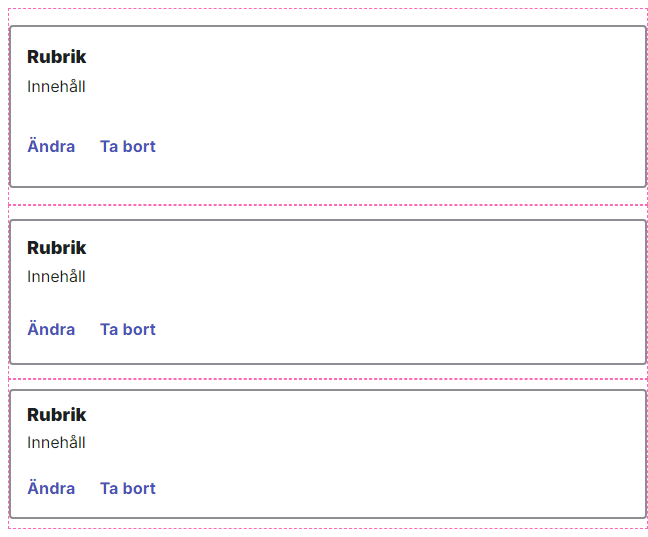 Rubrik
Innehåll
Ändra Ta bort
Rubrik
Innehåll
Ändra Ta bort
Rubrik
Innehåll
Ändra Ta bort